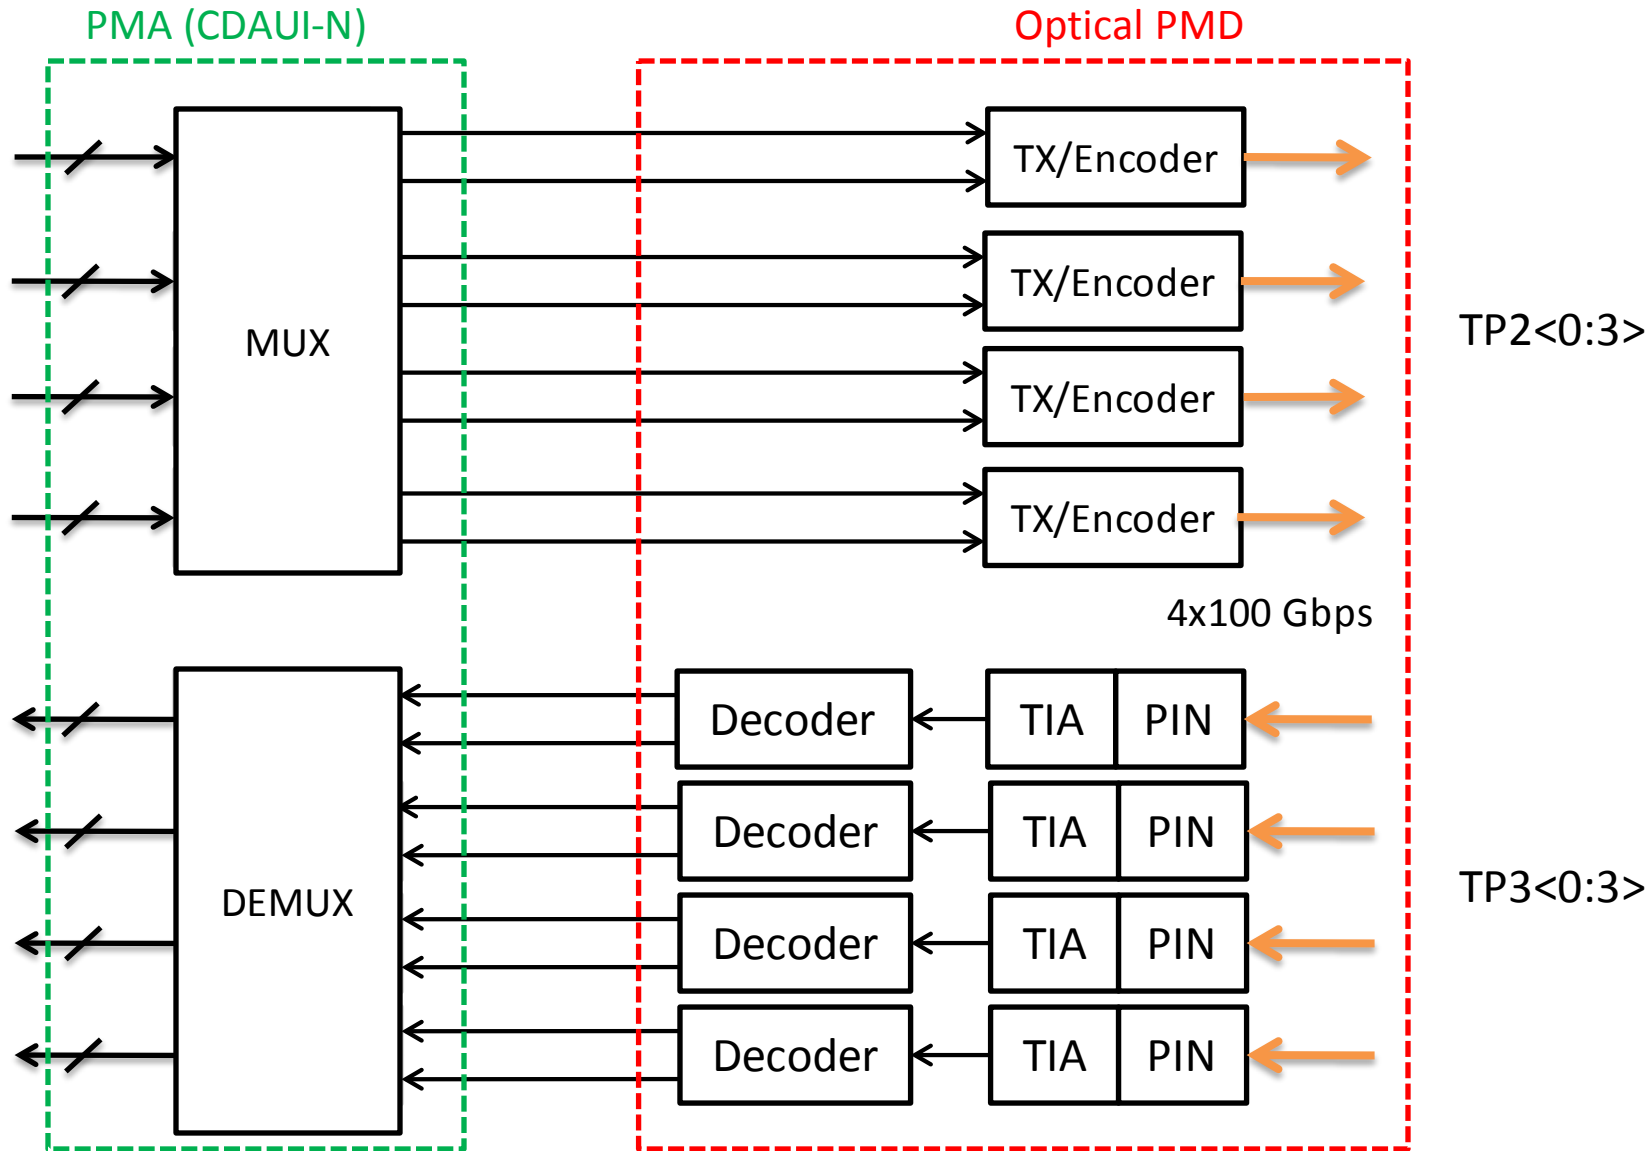 PMA (CDAUI-N)
Optical PMD
TX/Encoder
TX/Encoder
MUX
TP2<0:3>
TX/Encoder
TX/Encoder
4x100 Gbps
Decoder
TIA
PIN
Decoder
TIA
PIN
DEMUX
TP3<0:3>
Decoder
TIA
PIN
Decoder
TIA
PIN